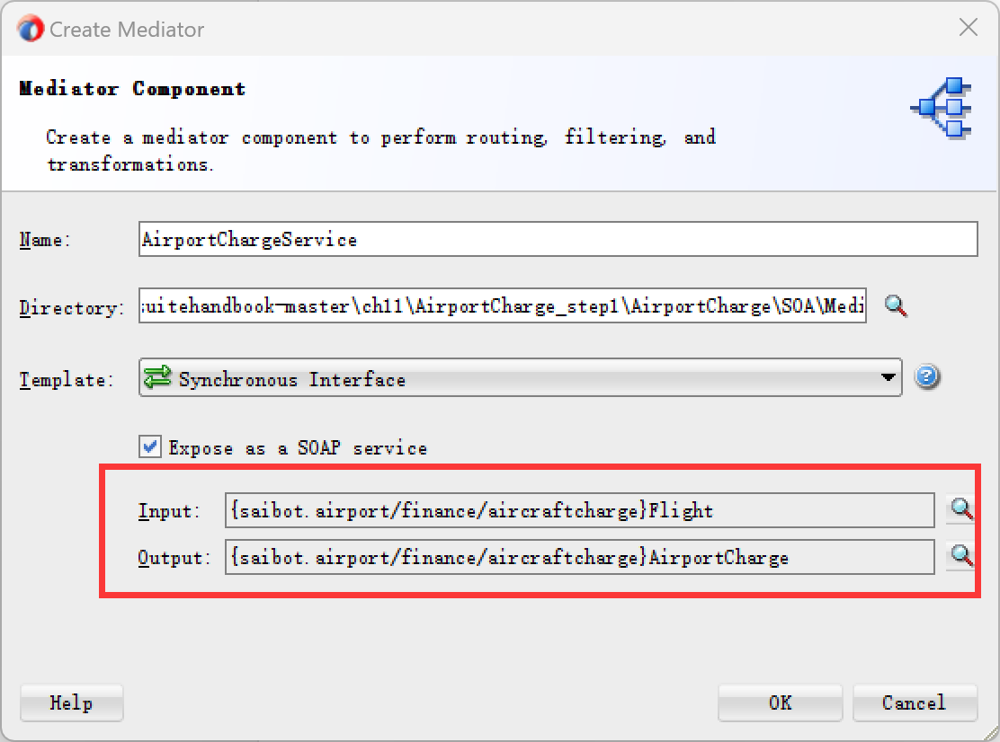 Create Mediator
Mediator Component
Create a mediator component to perform routing, filtering, and
transformations.
Name: AirportChargeService
Directory: :uitehandbook-master\ch11\AirportCharge_step1\AirportCharge\SOA\Medi
Template: Synchronous Interface
Expose as a SOAP service
Input: {saibot.airport/finance/aircraftcharge}Flight
Output: {saibot.airport/finance/aircraftcharge}AirportCharge
Help OK Cancel